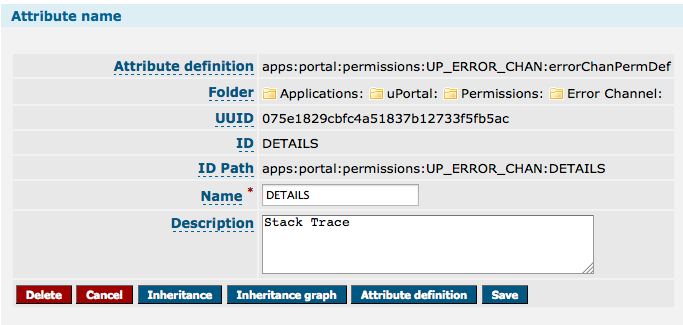 Attribute name
Attribute definition apps:portal:permissions:UP_ERROR_CHAN:errorChanPermDef
Folder Applications: uPortal: Permissions: Error Channel:
UUID 075e1829cbfc4a51837b12733f5fb5ac
ID DETAILS
ID Path apps:portal:permissions:UP_ERROR_CHAN:DETAILS
Name * DETAILS
Description Stack Trace
Delete Cancel Inheritance Inheritance graph Attribute definition Save